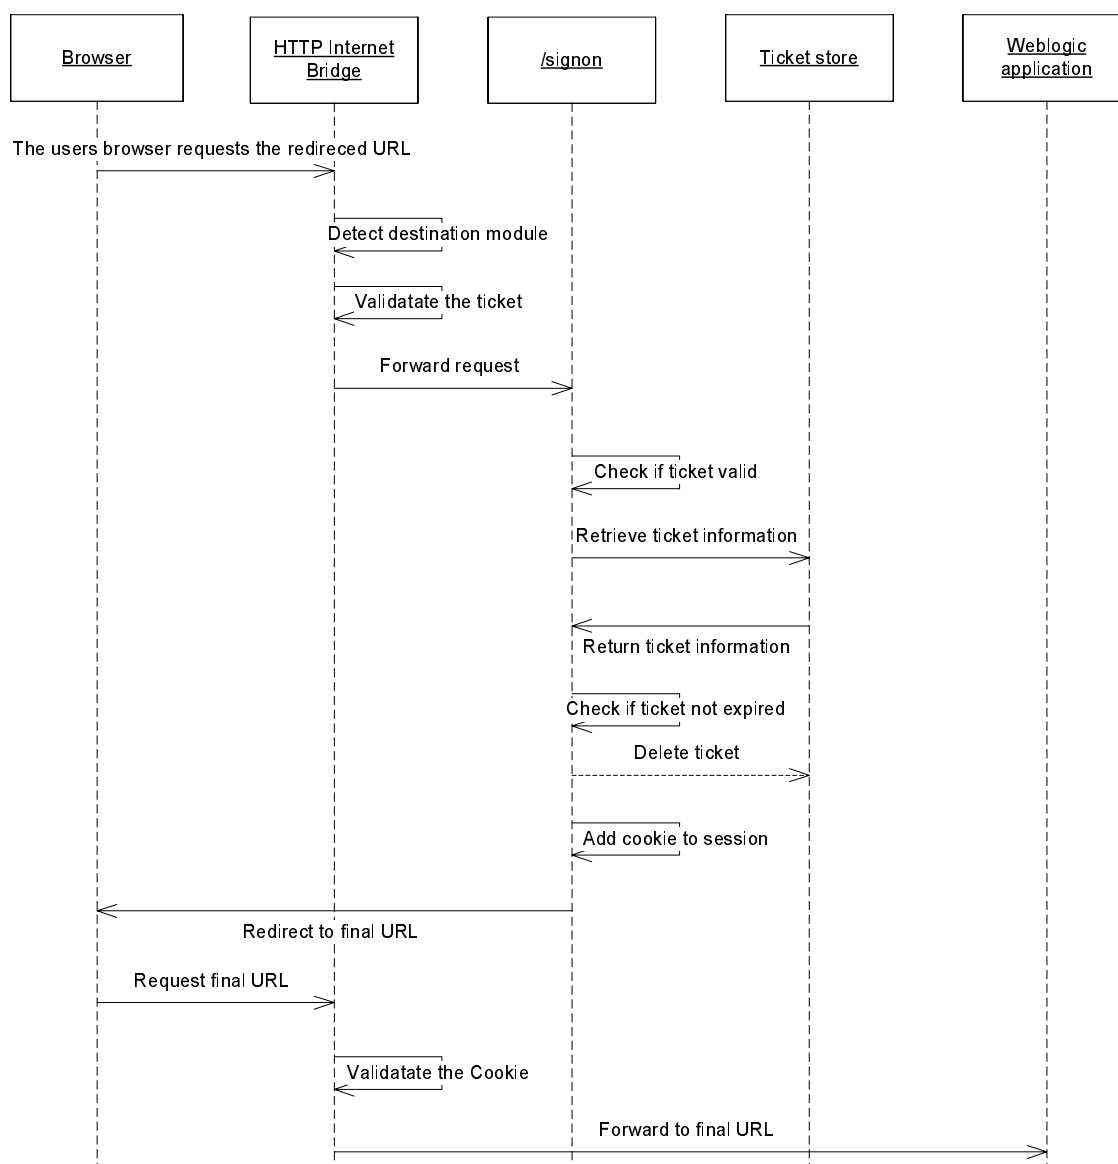 Browser
HTTP Internet
Bridge
/signon
Ticket store
Weblogic
application
The users browser requests the redireced URL
Detect destination module
Validatate the ticket
Forward request
Check if ticket valid
Retrieve ticket information
Return ticket information
Check if ticket not expired
Delete ticket
Add cookie to session
Redirect to final URL
Request final URL
Validatate the Cookie
Forward to final URL